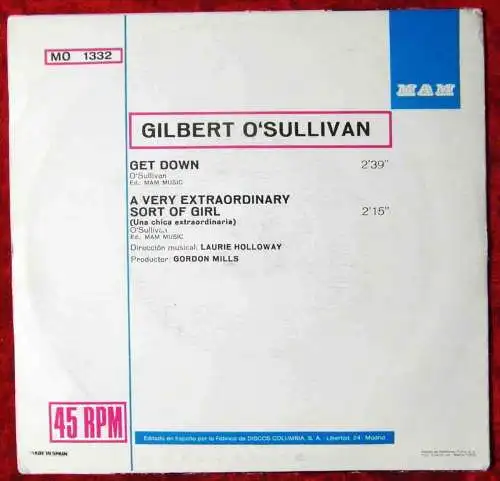 MO 1332
MAM
GILBERT O'SULLIVAN
GET DOWN 2'39"
O'Sullivan
Ed.: MAM MUSIC
A VERY EXTRAORDINARY
SORT OF GIRL 2'15"
(Una chica extraordinaria)
O'Sullivan
Ed.: MAM MUSIC
Dirección musical: LAURIE HOLLOWAY
Productor: GORDON MILLS
45 RPM
Editado en España por la Fábrica de DISCOS COLUMBIA, S. A. - Libertad, 24 - Madrid
MADE IN SPAIN